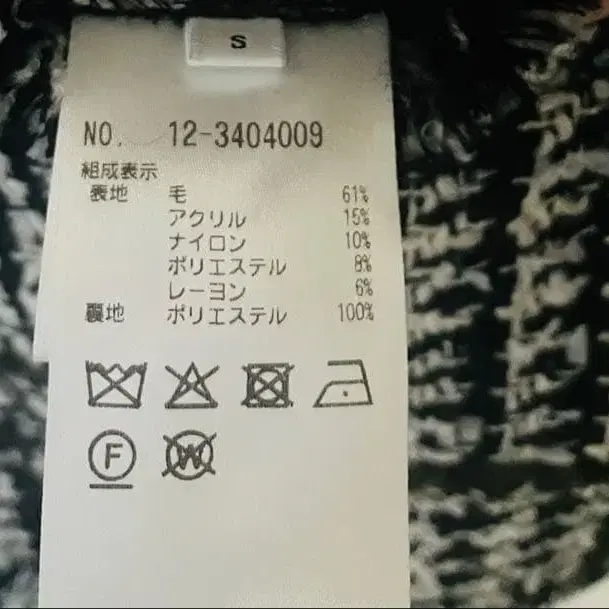 S
NO. 12-3404009
組成表示
表地 毛 61%
アクリル 15%
ナイロン 10%
ポリエステル 8%
レーヨン 6%
裏地 ポリエステル 100%
F W